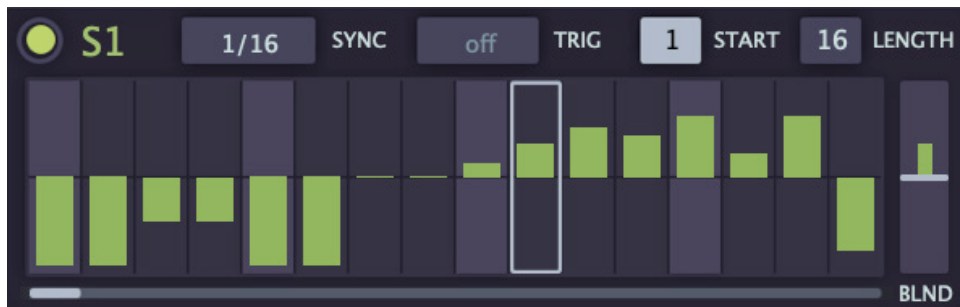 S1 1/16 SYNC off TRIG 1 START 16 LENGTH
BLND